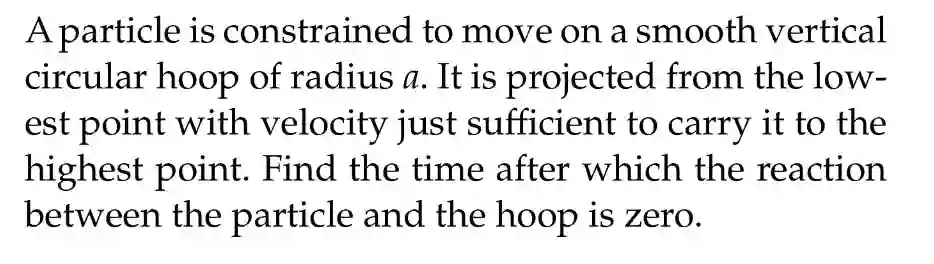 A particle is constrained to move on a smooth vertical
circular hoop of radius a. It is projected from the low-
est point with velocity just sufficient to carry it to the
highest point. Find the time after which the reaction
between the particle and the hoop is zero.